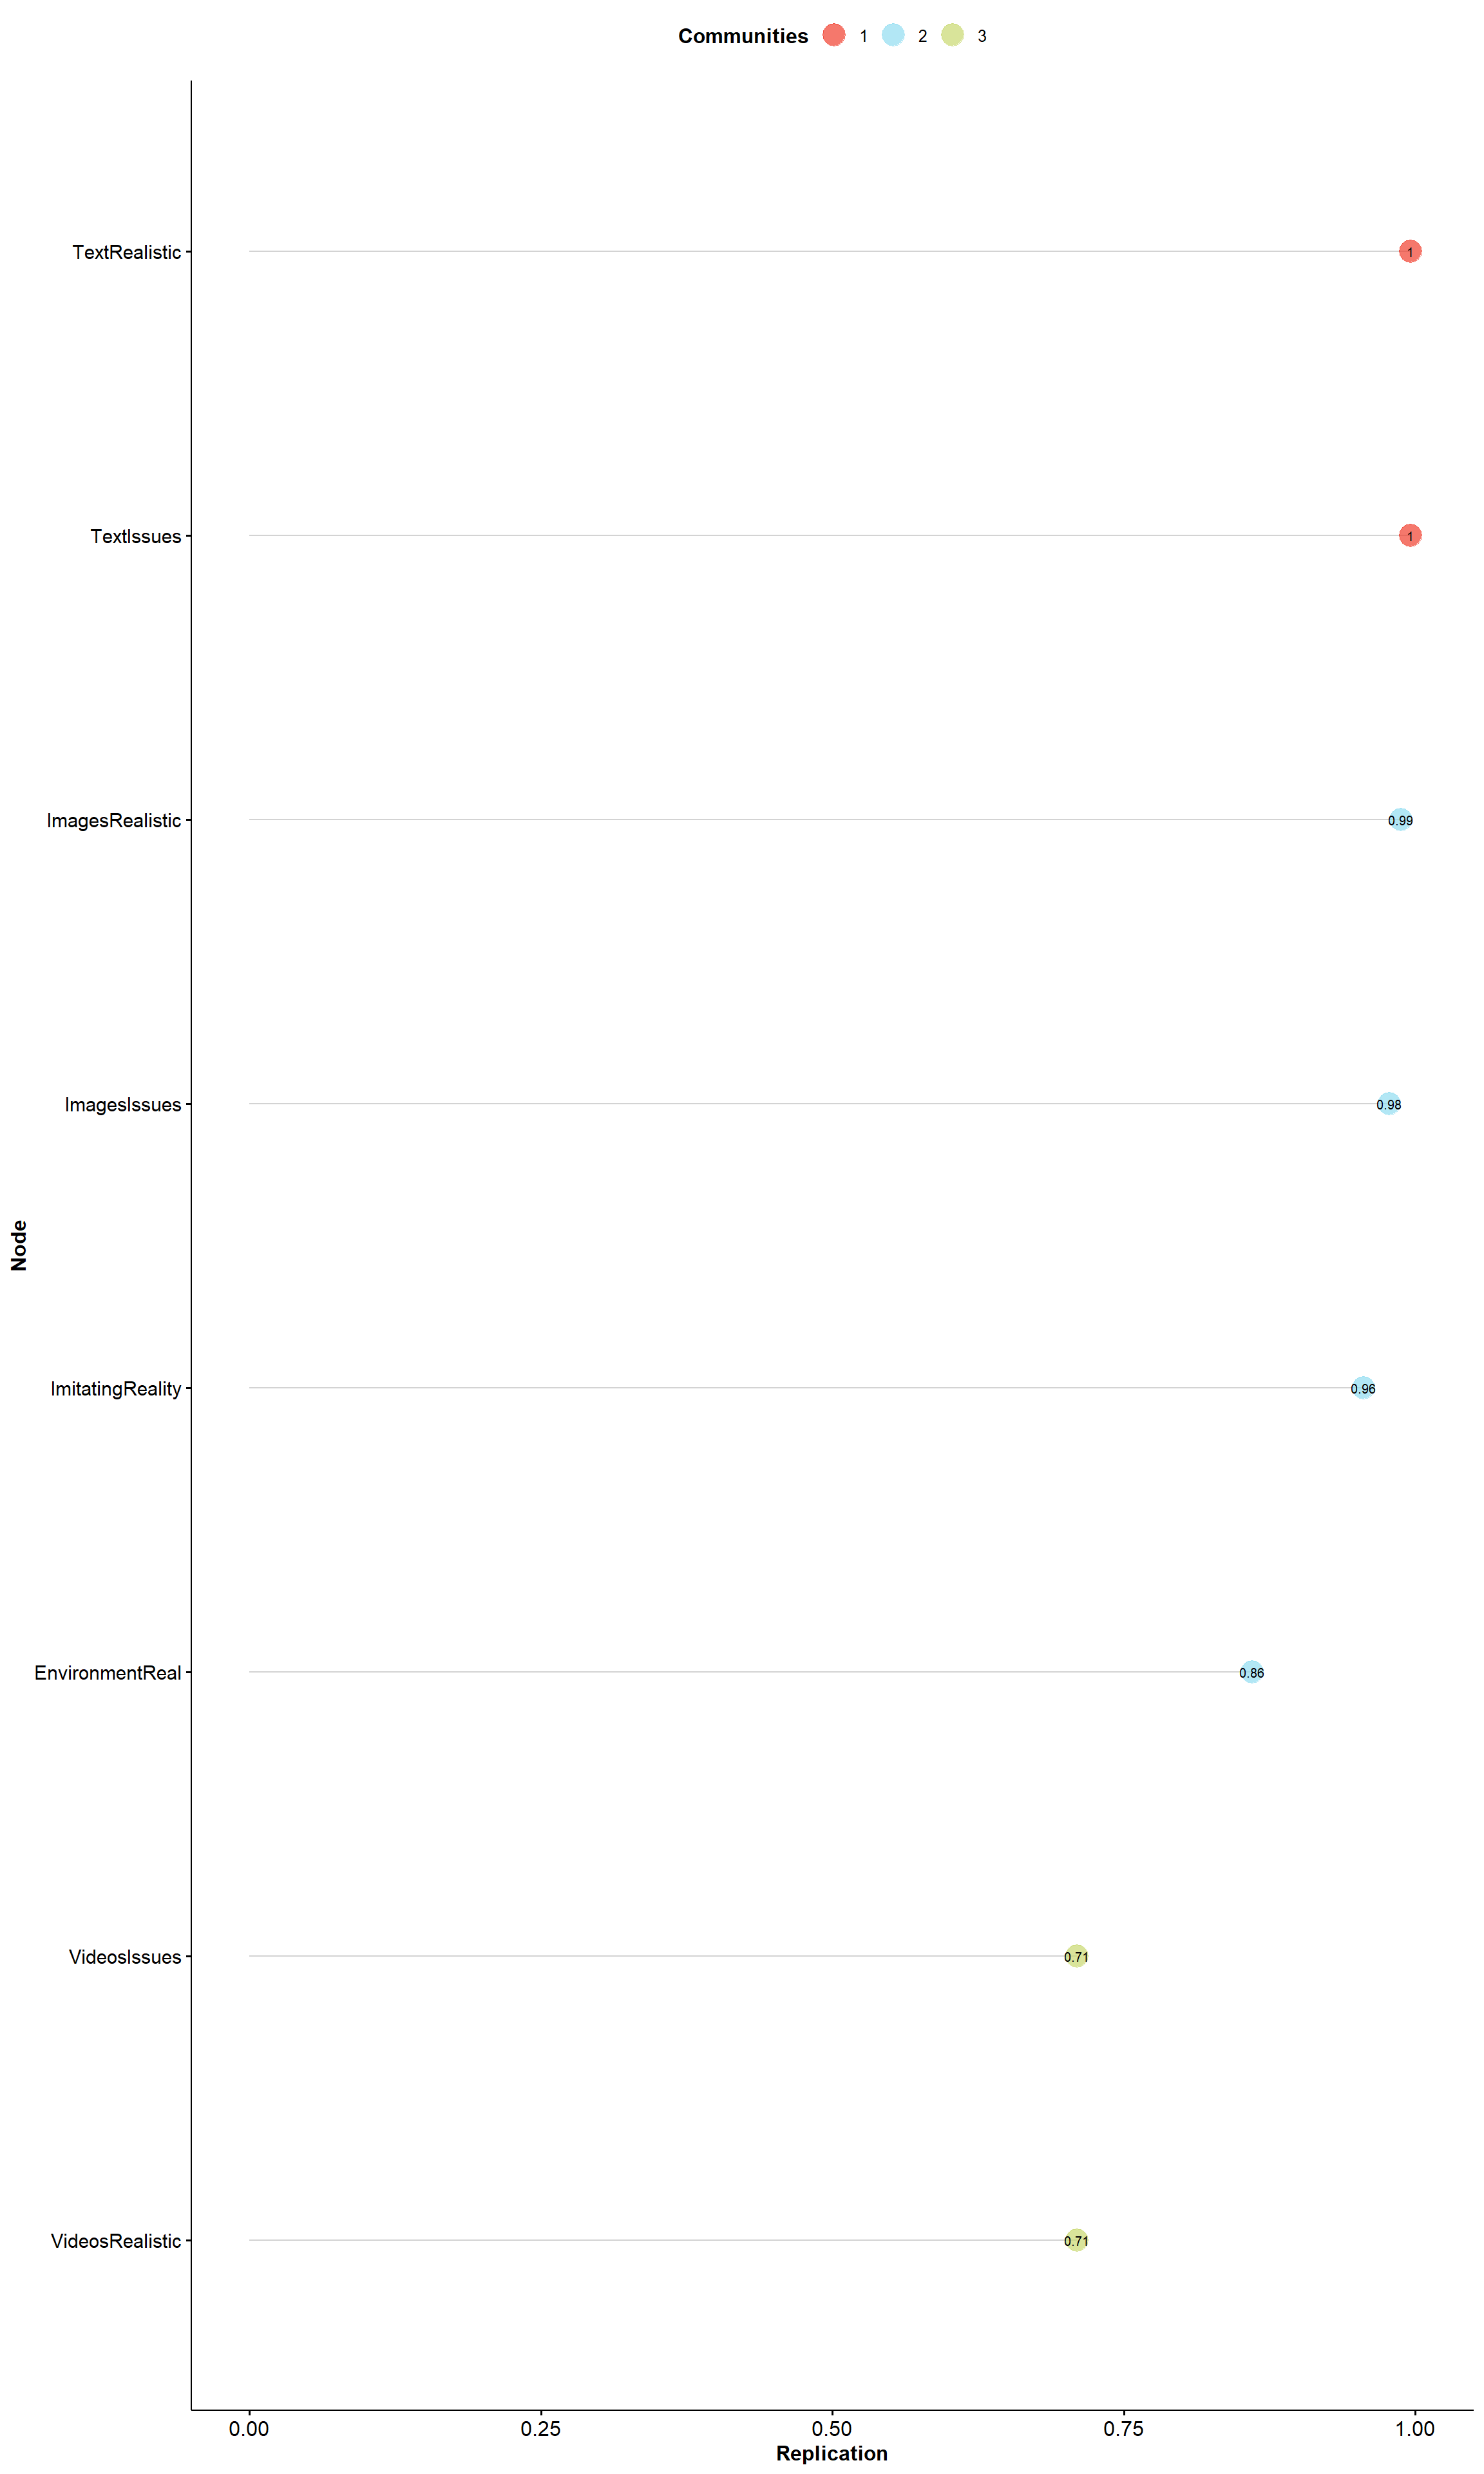 Communities 1 2 3
TextRealistic 1
TextIssues 1
ImagesRealistic 0.99
ImagesIssues 0.98
Node
ImitatingReality 0.96
EnvironmentReal 0.86
VideosIssues 0.71
VideosRealistic 0.71
0.00 0.25 0.50 0.75 1.00
Replication